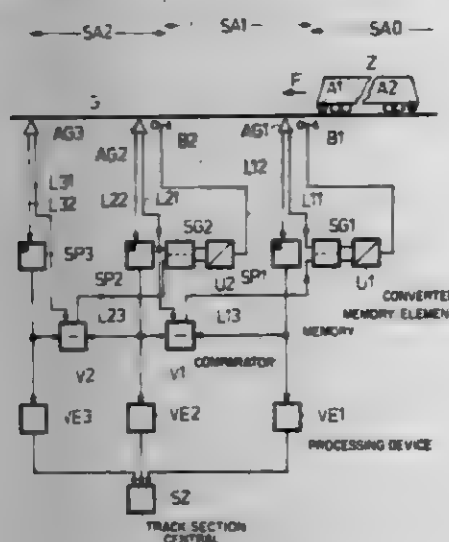 SA2 SA1 SA0
Z
F A1 A2
S
AG3 AG2 B2 AG1 B1
L12
L31 L22 L21 L11
L32
SG2 SG1
SP3
SP2 U2 SP1 U1
CONVERTER
L23 L13 MEMORY ELEMENT
MEMORY
COMPARATOR
V2 V1
VE3 VE2 VE1
PROCESSING DEVICE
SZ
TRACK SECTION
CENTRAL